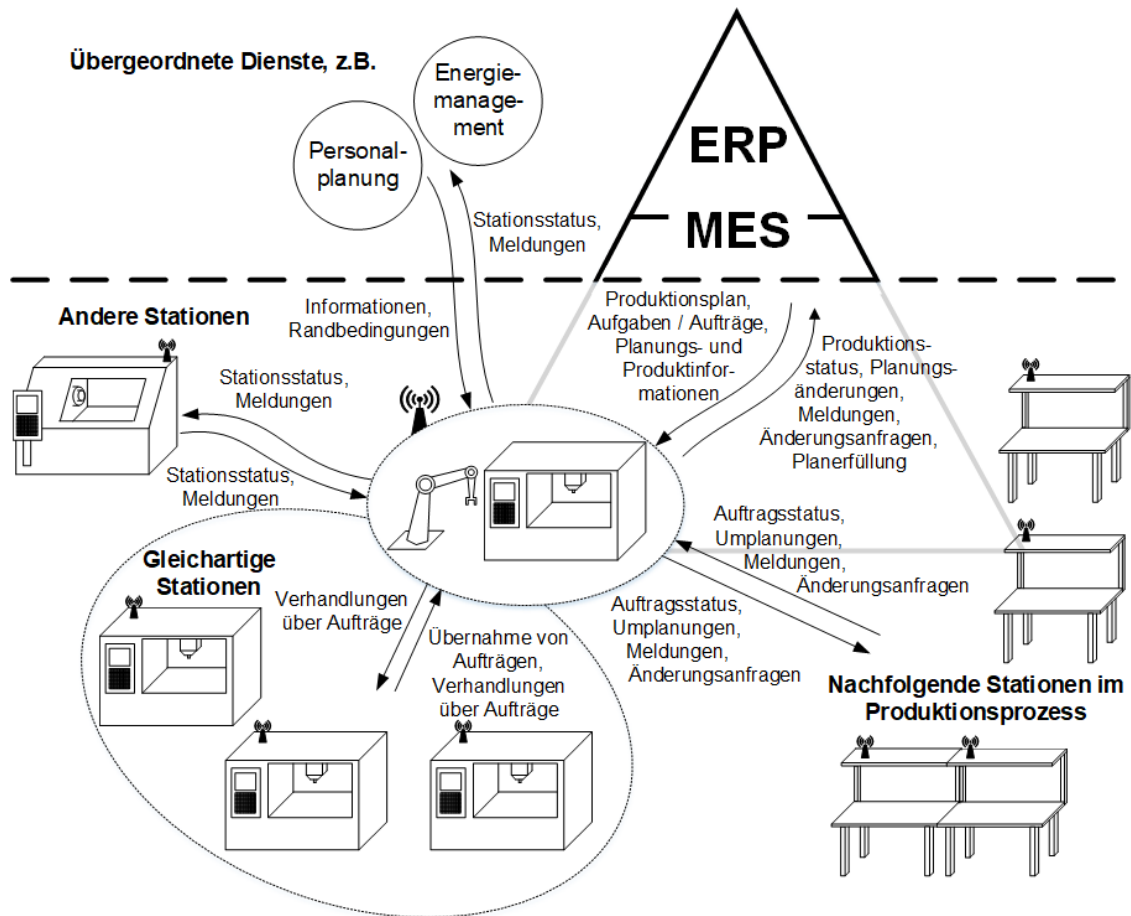 Übergeordnete Dienste, z.B.
Energie-
manage-
ment
Personal-
planung
ERP
MES
Stationsstatus,
Meldungen
Informationen,
Randbedingungen
Produktionsplan,
Aufgaben / Aufträge,
Planungs- und
Produktinfor-
mationen
Produktions-
status, Planungs-
änderungen,
Meldungen,
Änderungsanfragen,
Planerfüllung
Andere Stationen
Stationsstatus,
Meldungen
Stationsstatus,
Meldungen
Gleichartige
Stationen
Verhandlungen
über Aufträge
Übernahme von
Aufträgen,
Verhandlungen
über Aufträge
Auftragsstatus,
Umplanungen,
Meldungen,
Änderungsanfragen
Auftragsstatus,
Umplanungen,
Meldungen,
Änderungsanfragen
Nachfolgende Stationen im
Produktionsprozess